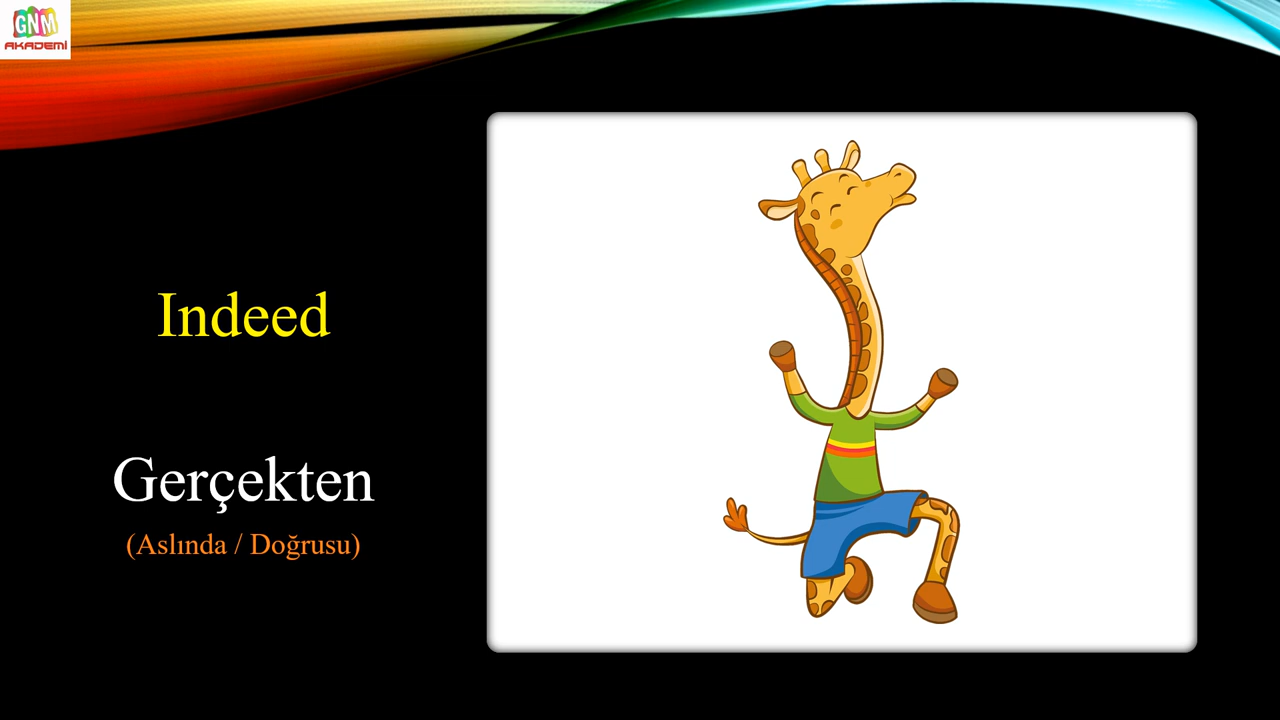 GNM
AKADEMİ
Indeed
Gerçekten
(Aslında / Doğrusu)